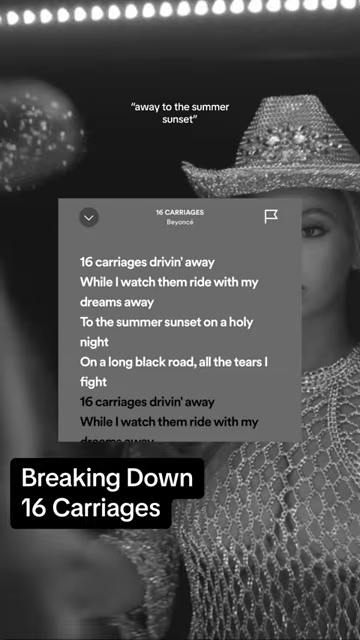 "away to the summer
sunset"
16 CARRIAGES
Beyoncé
16 carriages drivin' away
While I watch them ride with my
dreams away
To the summer sunset on a holy
night
On a long black road, all the tears I
fight
16 carriages drivin' away
While I watch them ride with my
dreams away
Breaking Down
16 Carriages